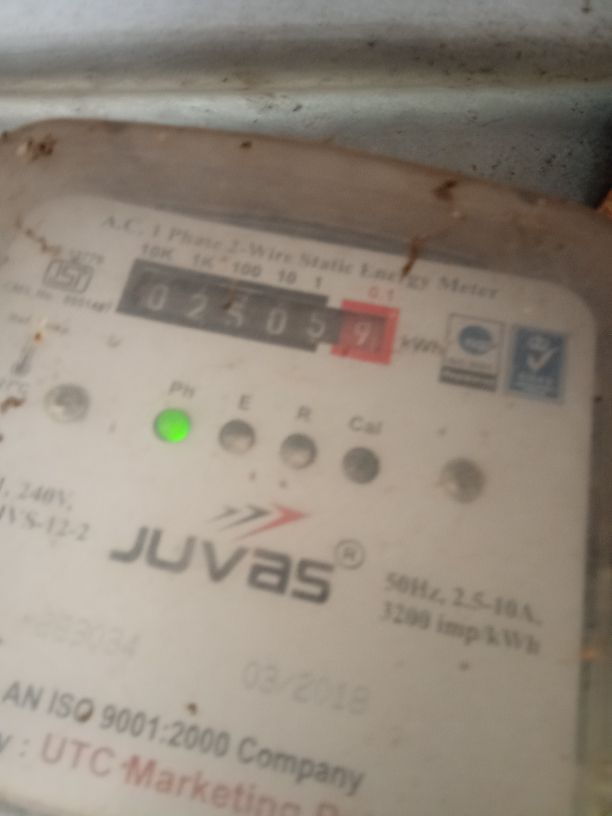 A.C. 1 Phase 2-Wire Static Energy Meter
10K 1K 100 10 1 0.1
0 2 5 0 5 9 kWh
Ph E R Cal
240V,
JUVAS®
50Hz, 2.5-10A,
3200 imp/kWh
03/2018
AN ISO 9001:2000 Company
: UTC Marketing